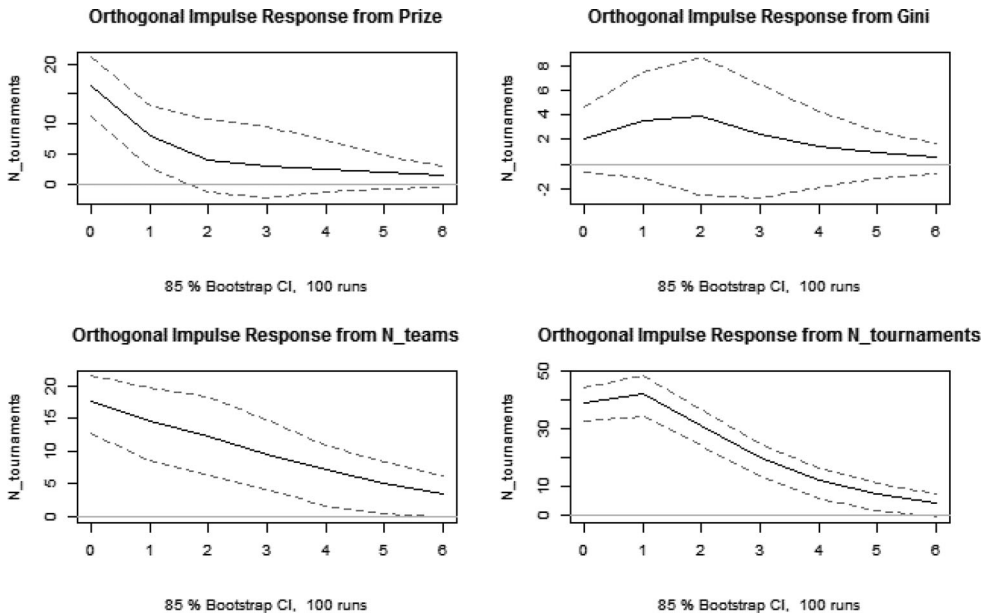 Orthogonal Impulse Response from Prize
N_tournaments
20
10
5
0
0 1 2 3 4 5 6
85 % Bootstrap CI, 100 runs
Orthogonal Impulse Response from Gini
N_tournaments
8
6
4
2
-2
0 1 2 3 4 5 6
85 % Bootstrap CI, 100 runs
Orthogonal Impulse Response from N_teams
N_tournaments
20
15
10
5
0
0 1 2 3 4 5 6
85 % Bootstrap CI, 100 runs
Orthogonal Impulse Response from N_tournaments
N_tournaments
50
30
10
0
0 1 2 3 4 5 6
85 % Bootstrap CI, 100 runs